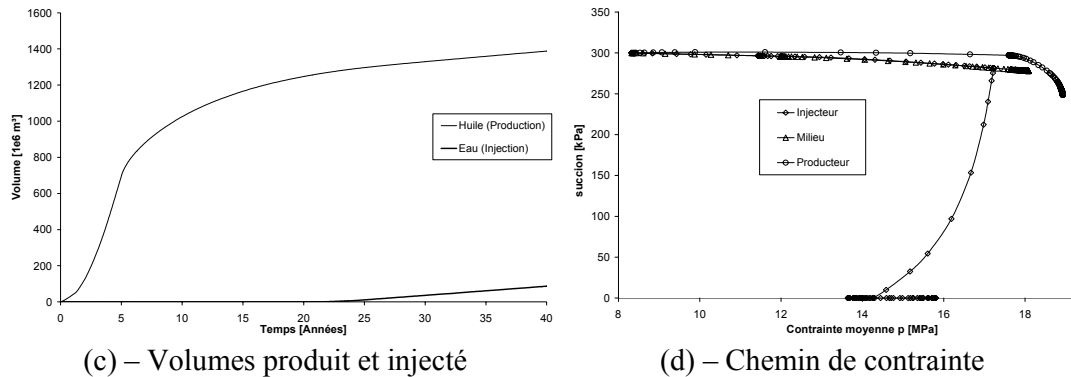 1600
1400
1200
1000
800
600
400
200
0
Volume [1e6 m³]
0 5 10 15 20 25 30 35 40
Temps [Années]
Huile (Production)
Eau (Injection)
(c) – Volumes produit et injecté
350
300
250
200
150
100
50
0
succion [kPa]
8 10 12 14 16 18
Contrainte moyenne p [MPa]
Injecteur
Milieu
Producteur
(d) – Chemin de contrainte